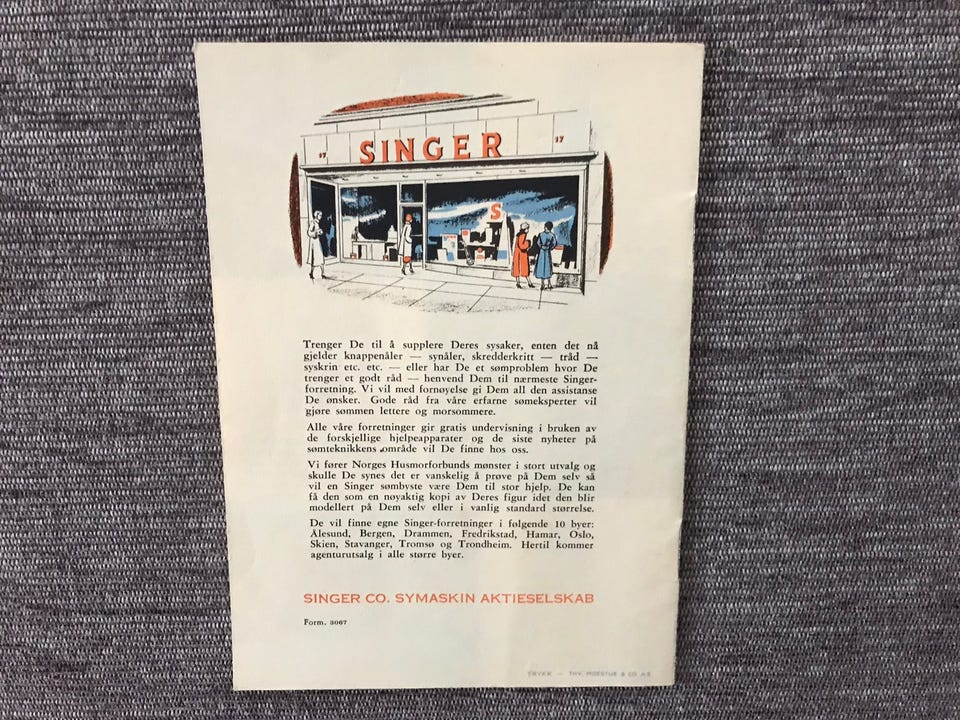 17 SINGER 17
S
Trenger De til å supplere Deres sysaker, enten det nå
gjelder knappenåler — synåler, skredderkritt — tråd —
syskrin etc. etc. — eller har De et sømproblem hvor De
trenger et godt råd — henvend Dem til nærmeste Singer-
forretning. Vi vil med fornøyelse gi Dem all den assistanse
De ønsker. Gode råd fra våre erfarne sømeksperter vil
gjøre sømmen lettere og morsommere.
Alle våre forretninger gir gratis undervisning i bruken av
de forskjellige hjelpeapparater og de siste nyheter på
sømteknikkens område vil De finne hos oss.
Vi fører Norges Husmorforbunds mønster i stort utvalg og
skulle De synes det er vanskelig å prøve på Dem selv så
vil en Singer sømbyste være Dem til stor hjelp. De kan
få den som en nøyaktig kopi av Deres figur idet den blir
modellert på Dem selv eller i vanlig standard størrelse.
De vil finne egne Singer-forretninger i følgende 10 byer:
Ålesund, Bergen, Drammen, Fredrikstad, Hamar, Oslo,
Skien, Stavanger, Tromsø og Trondheim. Hertil kommer
agenturutsalg i alle større byer.
SINGER CO. SYMASKIN AKTIESELSKAB
Form. 3067
TRYKK — THV. MOESTUE & CO. A.S